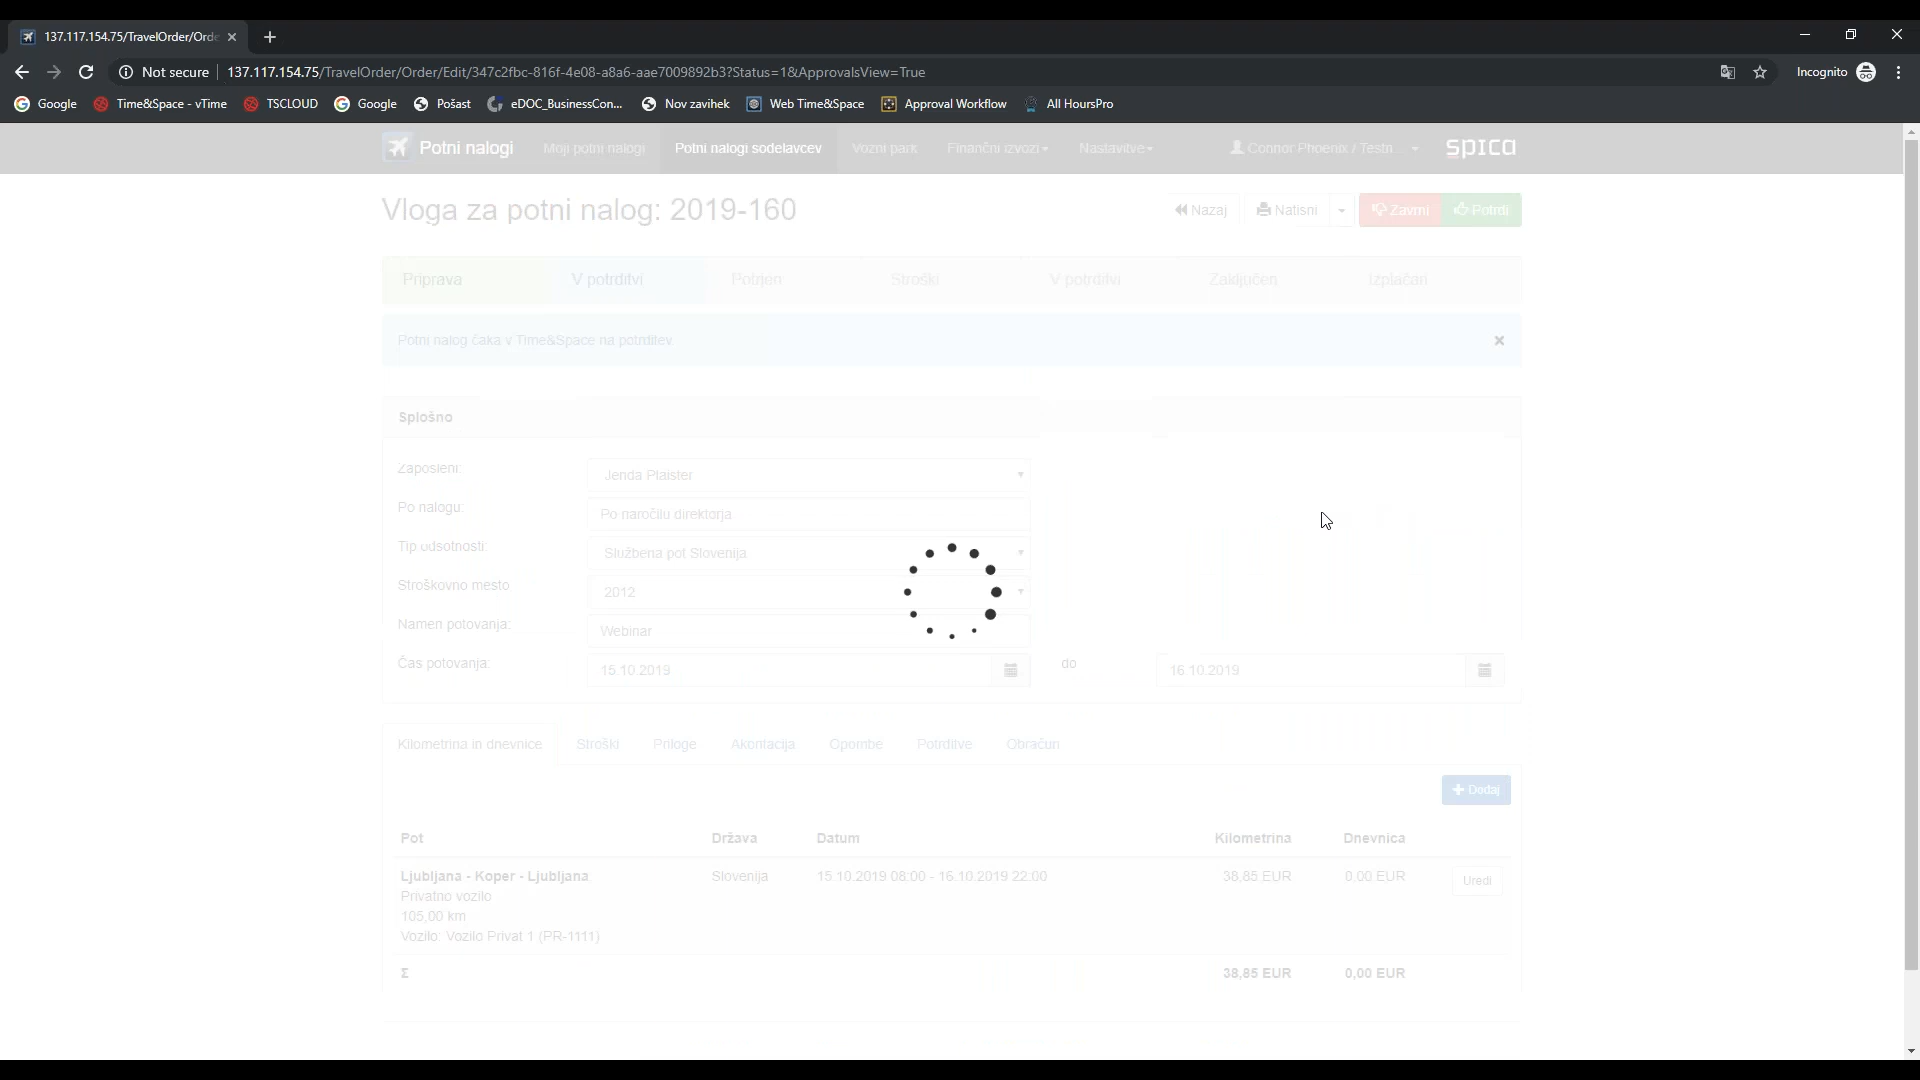 137.117.154.75/TravelOrder/Orde
Not secure
137.117.154.75/TravelOrder/Order/Edit/347c2fbc-816f-4e08-a8a6-aae7009892b3?Status=1&ApprovalsView=True
Incognito
Google
Time&Space - vTime
TSCLOUD
Google
Pošast
eDOC_BusinessCon...
Nov zavihek
Web Time&Space
Approval Workflow
All HoursPro
Potni nalogi
Moji potni nalogi
Potni nalogi sodelavcev
Vozni park
Finančni izvozi
Nastavitve
Connor Phoenix / Testn...
spica
Vloga za potni nalog: 2019-160
Nazaj
Natisni
Zavrni
Potrdi
Priprava
V potrditvi
Potrjen
Stroški
V potrditvi
Zaključen
Izplačan
Potni nalog čaka v Time&Space na potrditev.
Splošno
Zaposleni:
Jenda Plaister
Po nalogu:
Po naročilu direktorja
Tip odsotnosti:
Službena pot Slovenija
Stroškovno mesto
2012
Namen potovanja:
Webinar
Čas potovanja:
15.10.2019
do
16.10.2019
Kilometrina in dnevnice
Stroški
Priloge
Akontacija
Opombe
Potrditve
Obračun
Dodaj
Pot
Država
Datum
Kilometrina
Dnevnica
Ljubljana - Koper - Ljubljana
Slovenija
15.10.2019 08:00 - 16.10.2019 22:00
38,85 EUR
0,00 EUR
Uredi
Privatno vozilo
105,00 km
Vozilo: Vozilo Privat 1 (PR-1111)
Σ
38,85 EUR
0,00 EUR